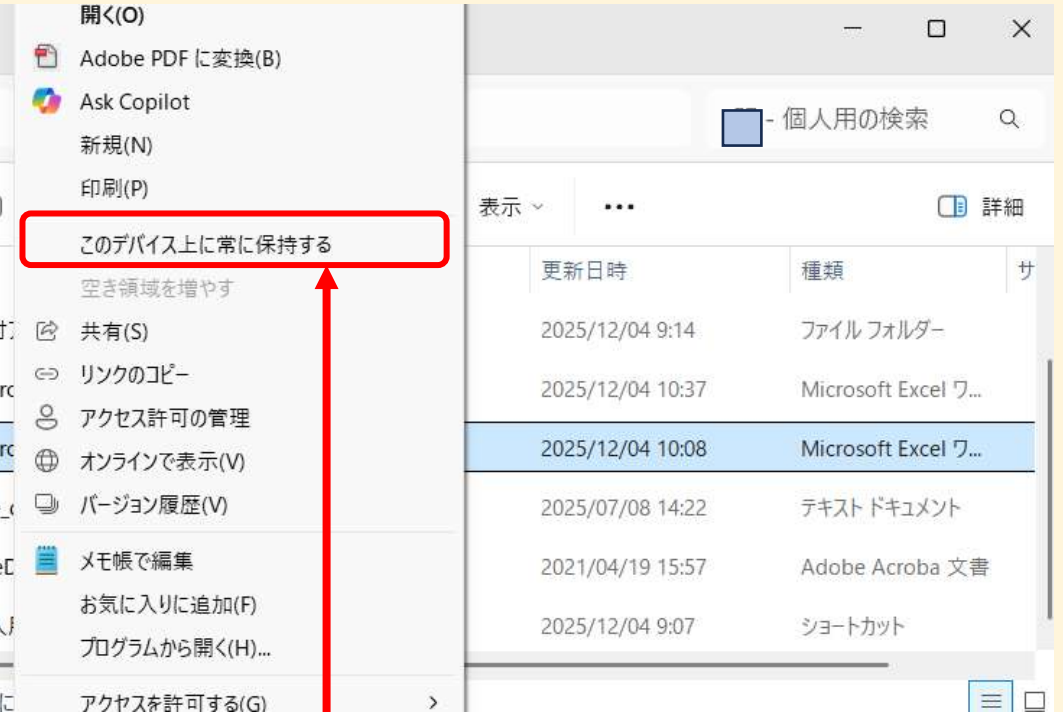 開く(O)
Adobe PDF に変換(B)
Ask Copilot
新規(N)
印刷(P)
このデバイス上に常に保持する
空き領域を増やす
共有(S)
リンクのコピー
アクセス許可の管理
オンラインで表示(V)
バージョン履歴(V)
メモ帳で編集
お気に入りに追加(F)
プログラムから開く(H)...
アクセスを許可する(G)
- 個人用の検索
表示
詳細
更新日時 種類 サ
2025/12/04 9:14 ファイル フォルダー
2025/12/04 10:37 Microsoft Excel ワ...
2025/12/04 10:08 Microsoft Excel ワ...
2025/07/08 14:22 テキスト ドキュメント
2021/04/19 15:57 Adobe Acroba 文書
2025/12/04 9:07 ショートカット